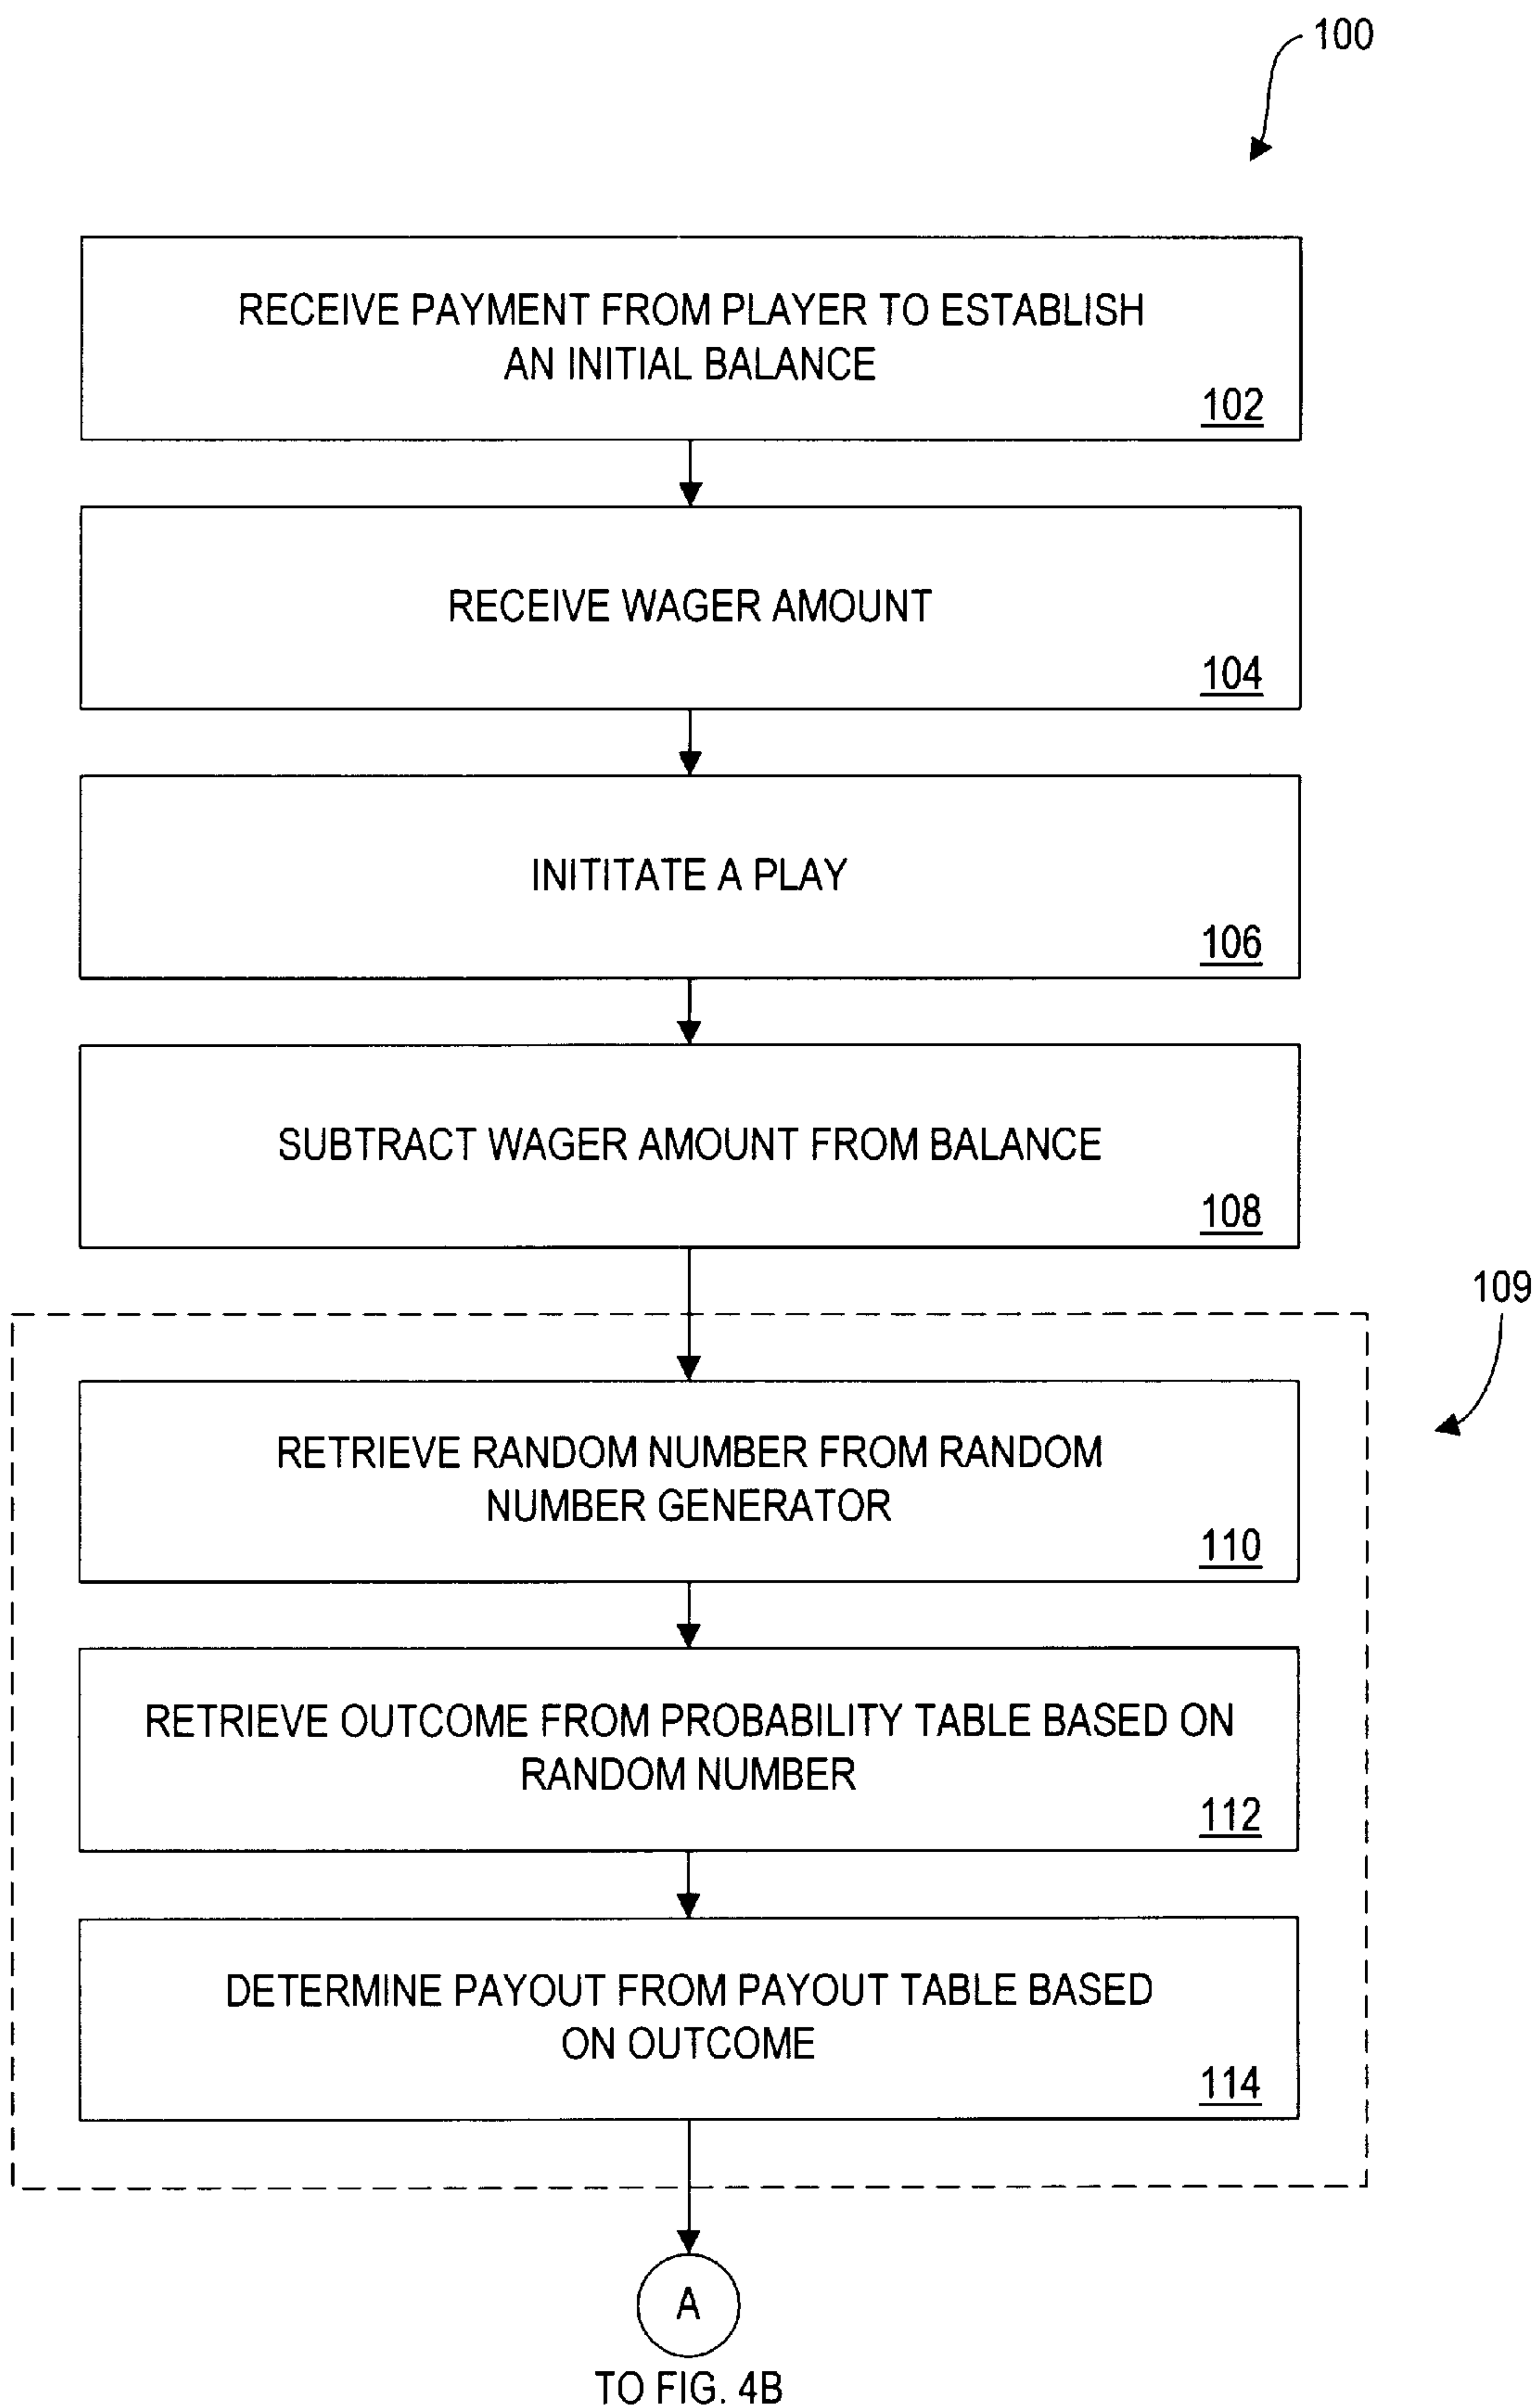 100
RECEIVE PAYMENT FROM PLAYER TO ESTABLISH
AN INITIAL BALANCE
102
RECEIVE WAGER AMOUNT
104
INITITATE A PLAY
106
SUBTRACT WAGER AMOUNT FROM BALANCE
108
109
RETRIEVE RANDOM NUMBER FROM RANDOM
NUMBER GENERATOR
110
RETRIEVE OUTCOME FROM PROBABILITY TABLE BASED ON
RANDOM NUMBER
112
DETERMINE PAYOUT FROM PAYOUT TABLE BASED
ON OUTCOME
114
A
TO FIG. 4B